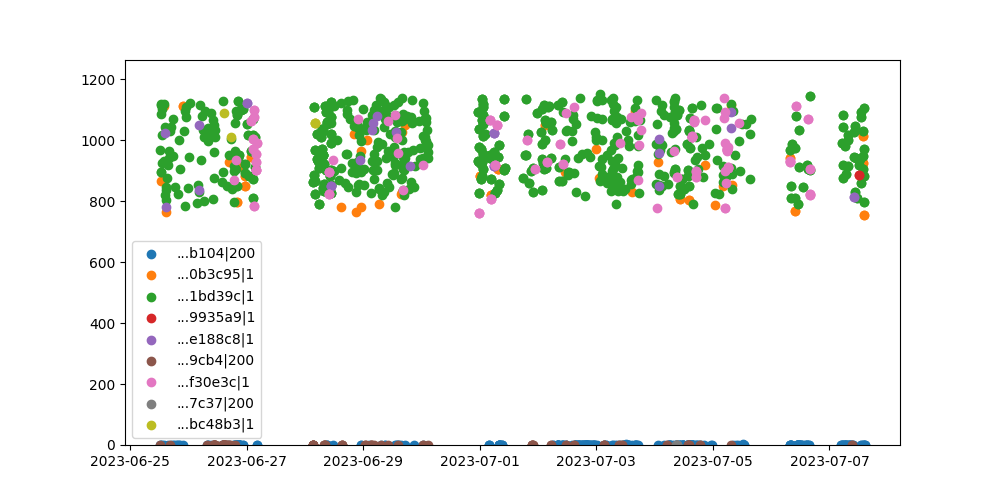 1200
1000
800
600
400
200
0
...b104|200
...0b3c95|1
...1bd39c|1
...9935a9|1
...e188c8|1
...9cb4|200
...f30e3c|1
...7c37|200
...bc48b3|1
2023-06-25
2023-06-27
2023-06-29
2023-07-01
2023-07-03
2023-07-05
2023-07-07